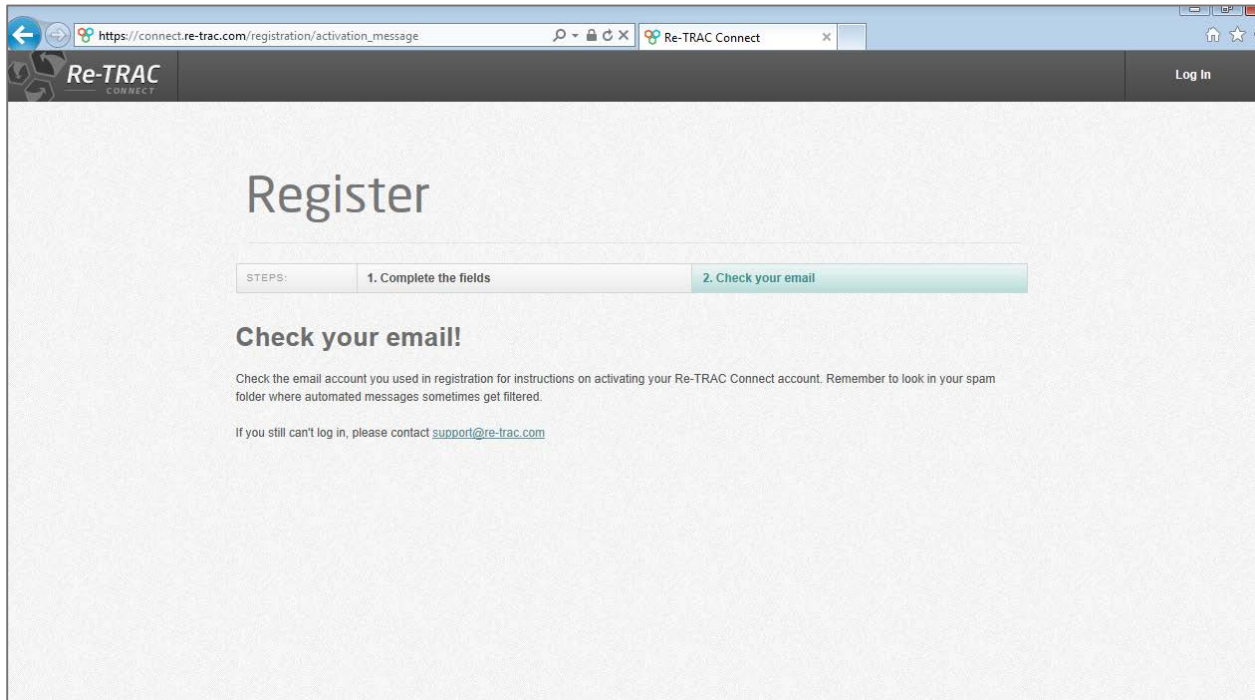 https://connect.re-trac.com/registration/activation_message
Re-TRAC Connect
Re-TRAC
CONNECT
Log In
Register
STEPS:
1. Complete the fields
2. Check your email
Check your email!
Check the email account you used in registration for instructions on activating your Re-TRAC Connect account. Remember to look in your spam
folder where automated messages sometimes get filtered.
If you still can't log in, please contact support@re-trac.com